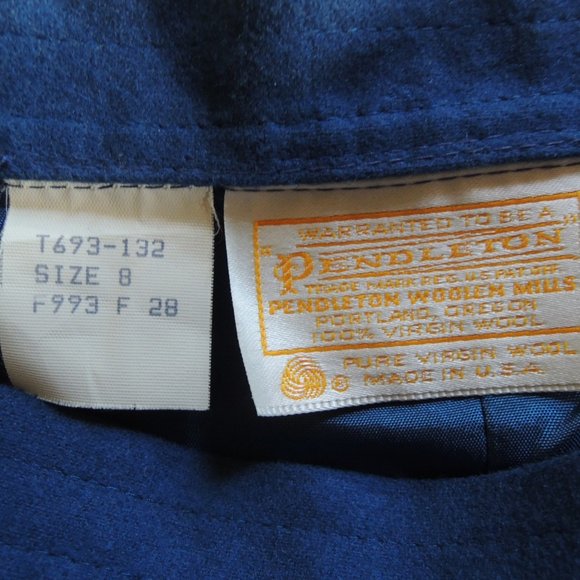 T693-132
SIZE 8
F993 F 28
WARRANTED TO BE A
"PENDLETON"
TRADE MARK REG. U.S. PAT. OFF.
PENDLETON WOOLEN MILLS
PORTLAND, OREGON
100% VIRGIN WOOL
PURE VIRGIN WOOL
® MADE IN U.S.A.